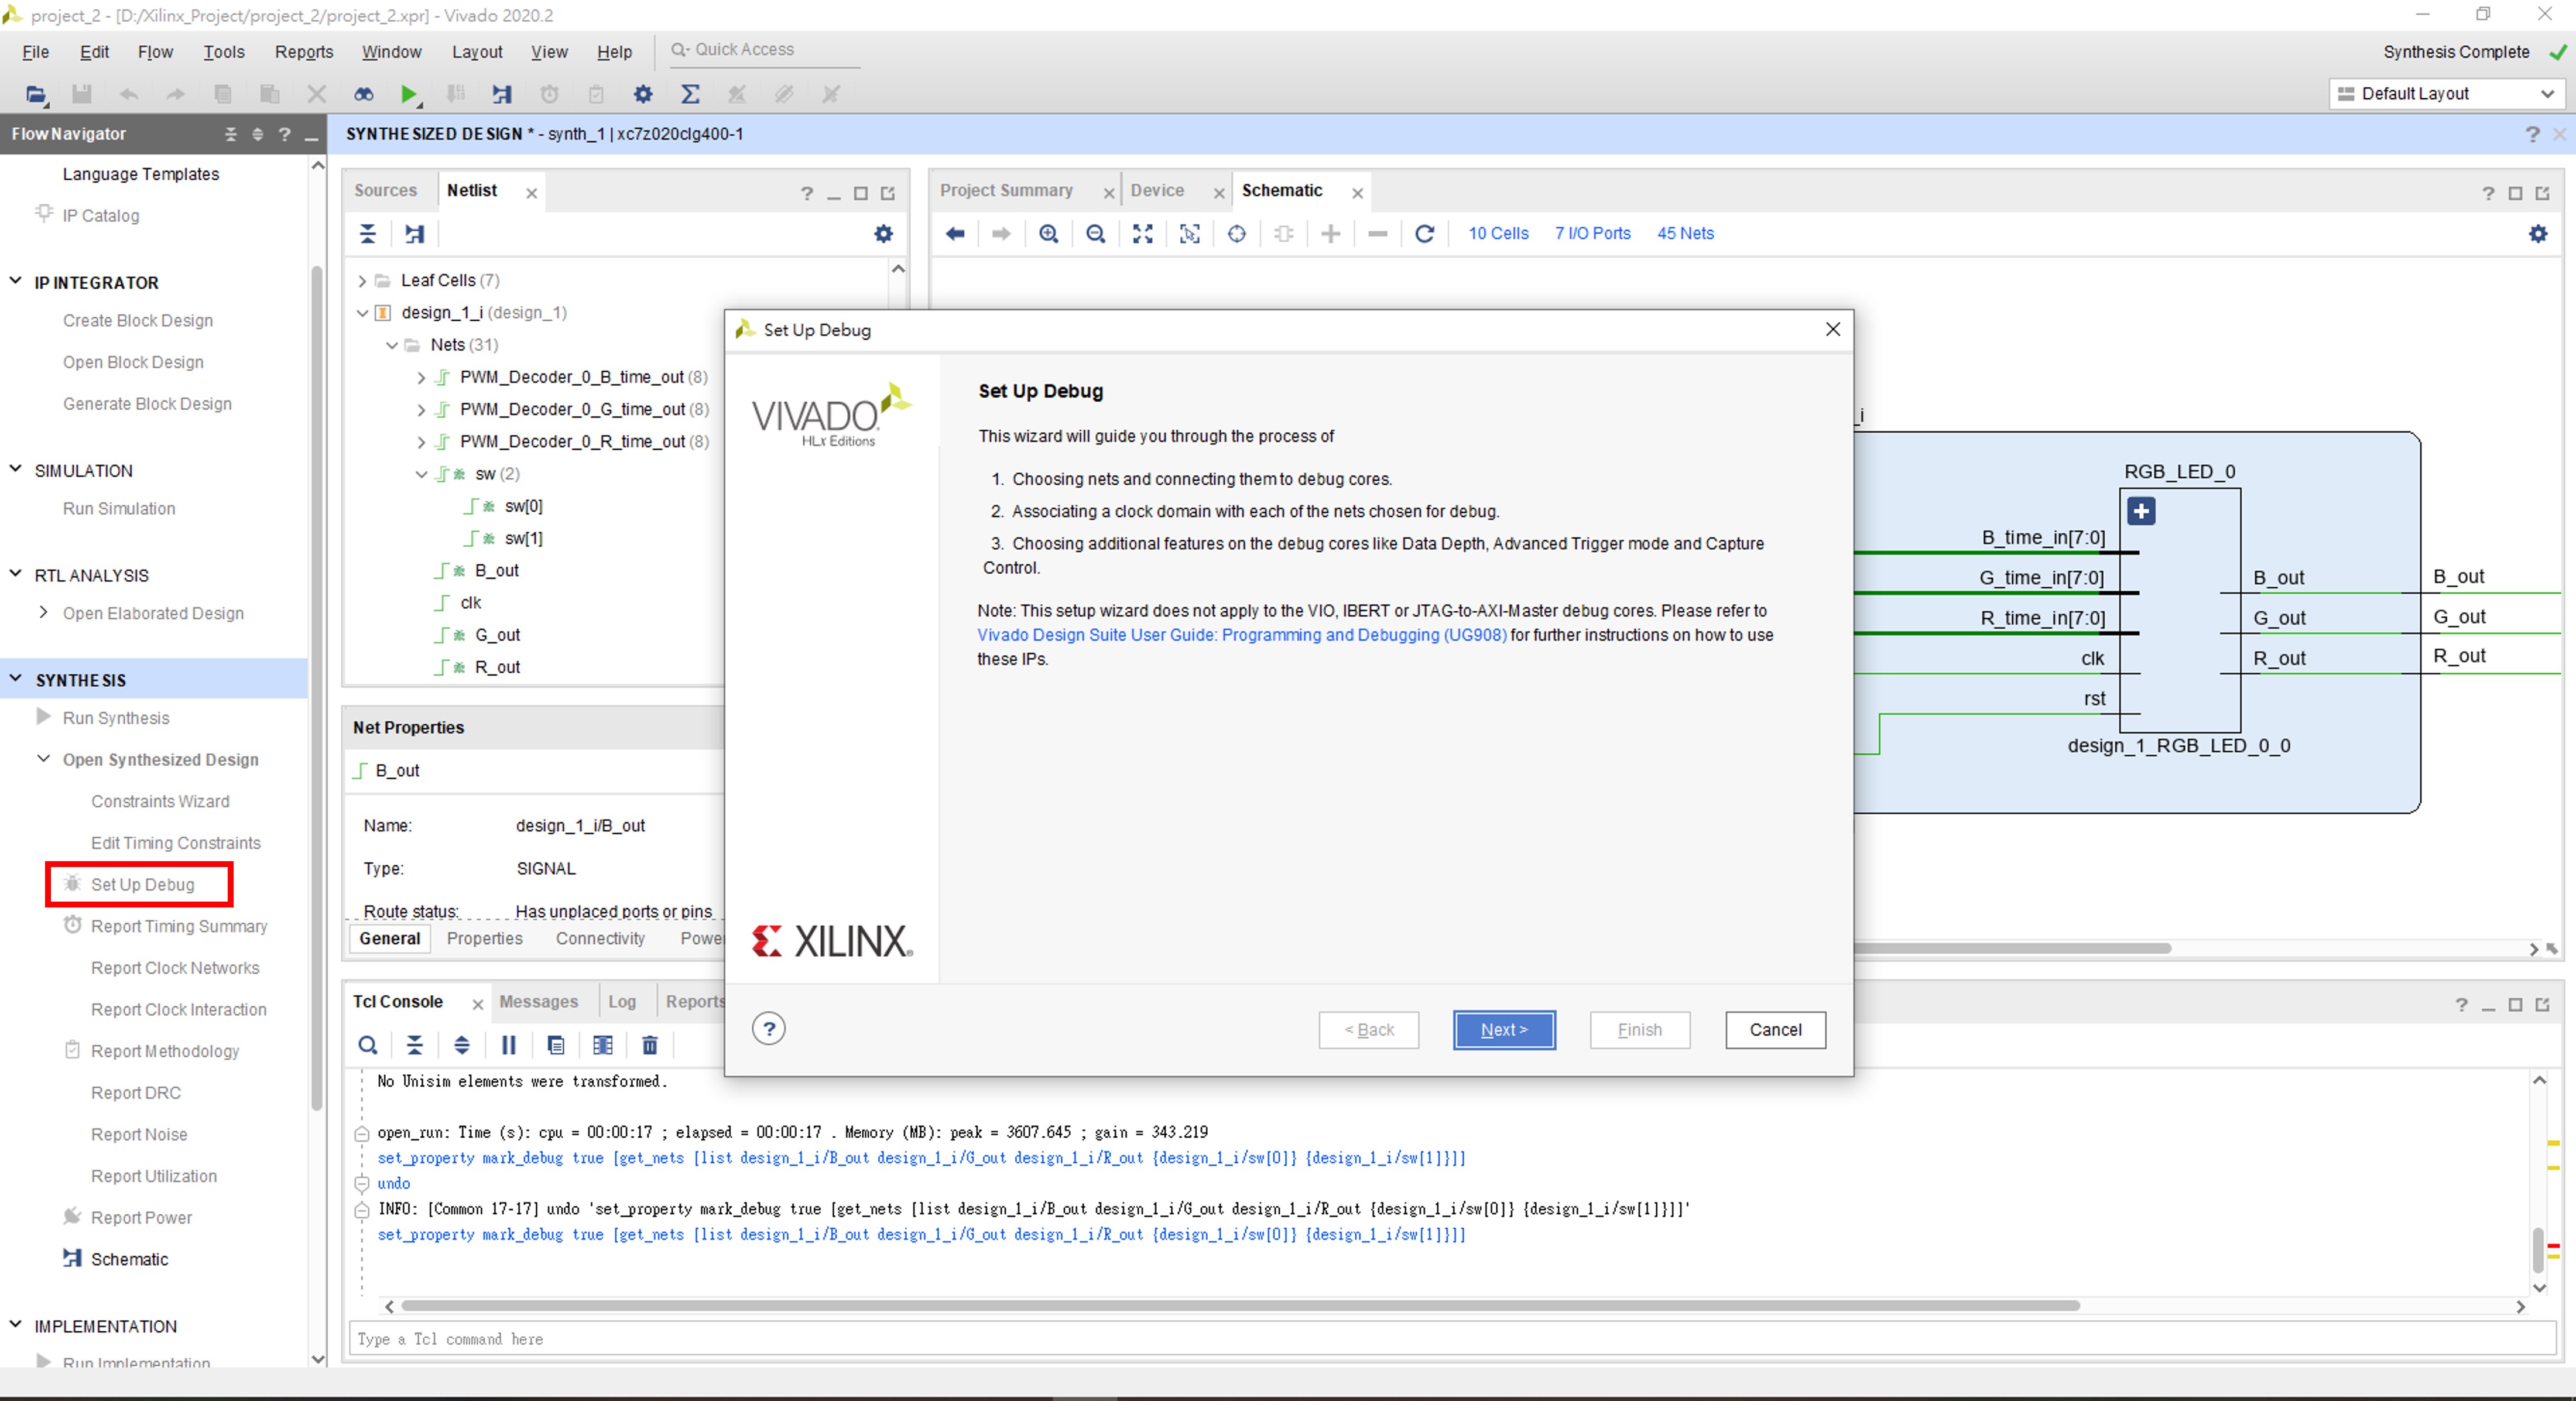 project_2 - [D:/Xilinx_Project/project_2/project_2.xpr] - Vivado 2020.2
File Edit Flow Tools Reports Window Layout View Help Quick Access
Synthesis Complete
Default Layout
Flow Navigator
SYNTHESIZED DESIGN * - synth_1 | xc7z020clg400-1
Language Templates
IP Catalog
IP INTEGRATOR
Create Block Design
Open Block Design
Generate Block Design
SIMULATION
Run Simulation
RTL ANALYSIS
Open Elaborated Design
SYNTHESIS
Run Synthesis
Open Synthesized Design
Constraints Wizard
Edit Timing Constraints
Set Up Debug
Report Timing Summary
Report Clock Networks
Report Clock Interaction
Report Methodology
Report DRC
Report Noise
Report Utilization
Report Power
Schematic
IMPLEMENTATION
Run Implementation
Sources Netlist
Leaf Cells (7)
design_1_i (design_1)
Nets (31)
PWM_Decoder_0_B_time_out (8)
PWM_Decoder_0_G_time_out (8)
PWM_Decoder_0_R_time_out (8)
sw (2)
sw[0]
sw[1]
B_out
clk
G_out
R_out
Net Properties
B_out
Name: design_1_i/B_out
Type: SIGNAL
Route status: Has unplaced ports or pins
General Properties Connectivity Power
Project Summary Device Schematic
10 Cells 7 I/O Ports 45 Nets
_i
RGB_LED_0
B_time_in[7:0]
G_time_in[7:0]
R_time_in[7:0]
clk
rst
B_out
G_out
R_out
B_out
G_out
R_out
design_1_RGB_LED_0_0
Set Up Debug
VIVADO
HLx Editions
XILINX
Set Up Debug
This wizard will guide you through the process of
1. Choosing nets and connecting them to debug cores.
2. Associating a clock domain with each of the nets chosen for debug.
3. Choosing additional features on the debug cores like Data Depth, Advanced Trigger mode and Capture
Control.
Note: This setup wizard does not apply to the VIO, IBERT or JTAG-to-AXI-Master debug cores. Please refer to
Vivado Design Suite User Guide: Programming and Debugging (UG908) for further instructions on how to use
these IPs.
< Back Next > Finish Cancel
Tcl Console Messages Log Reports
No Unisim elements were transformed.
open_run: Time (s): cpu = 00:00:17 ; elapsed = 00:00:17 . Memory (MB): peak = 3607.645 ; gain = 343.219
set_property mark_debug true [get_nets [list design_1_i/B_out design_1_i/G_out design_1_i/R_out {design_1_i/sw[0]} {design_1_i/sw[1]}]]
undo
INFO: [Common 17-17] undo 'set_property mark_debug true [get_nets [list design_1_i/B_out design_1_i/G_out design_1_i/R_out {design_1_i/sw[0]} {design_1_i/sw[1]}]]'
set_property mark_debug true [get_nets [list design_1_i/B_out design_1_i/G_out design_1_i/R_out {design_1_i/sw[0]} {design_1_i/sw[1]}]]
Type a Tcl command here